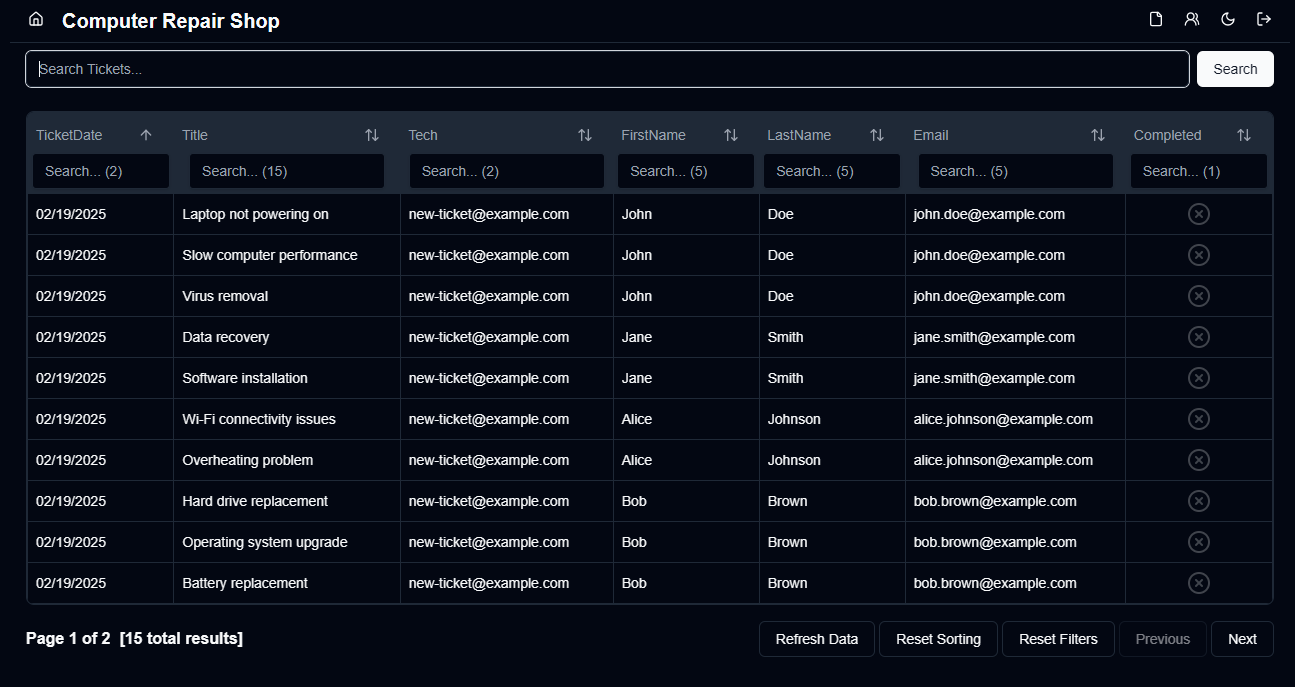 Computer Repair Shop
Search Tickets... Search
TicketDate Title Tech FirstName LastName Email Completed
Search... (2) Search... (15) Search... (2) Search... (5) Search... (5) Search... (5) Search... (1)
02/19/2025 Laptop not powering on new-ticket@example.com John Doe john.doe@example.com
02/19/2025 Slow computer performance new-ticket@example.com John Doe john.doe@example.com
02/19/2025 Virus removal new-ticket@example.com John Doe john.doe@example.com
02/19/2025 Data recovery new-ticket@example.com Jane Smith jane.smith@example.com
02/19/2025 Software installation new-ticket@example.com Jane Smith jane.smith@example.com
02/19/2025 Wi-Fi connectivity issues new-ticket@example.com Alice Johnson alice.johnson@example.com
02/19/2025 Overheating problem new-ticket@example.com Alice Johnson alice.johnson@example.com
02/19/2025 Hard drive replacement new-ticket@example.com Bob Brown bob.brown@example.com
02/19/2025 Operating system upgrade new-ticket@example.com Bob Brown bob.brown@example.com
02/19/2025 Battery replacement new-ticket@example.com Bob Brown bob.brown@example.com
Page 1 of 2 [15 total results] Refresh Data Reset Sorting Reset Filters Previous Next